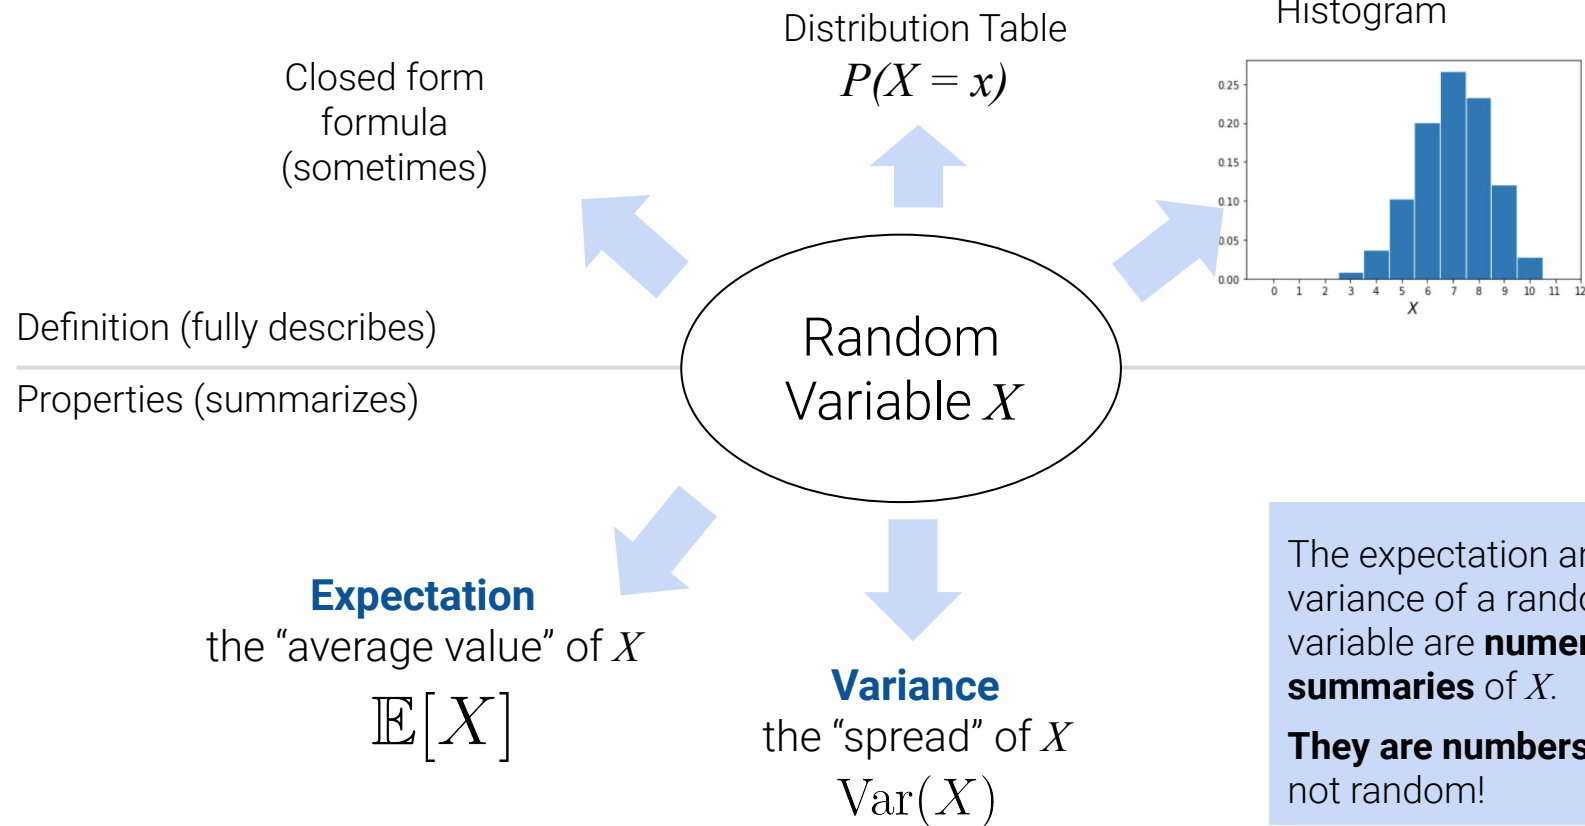 Closed form
formula
(sometimes)
Distribution Table
P(X = x)
Histogram
0.25
0.20
0.15
0.10
0.05
0.00
0 1 2 3 4 5 6 7 8 9 10 11 12
X
Definition (fully describes)
Random
Variable X
Properties (summarizes)
Expectation
the “average value” of X
𝔼[X]
Variance
the “spread” of X
Var(X)
The expectation
variance of a
variable are
summaries of X.
They are numbers
not random!